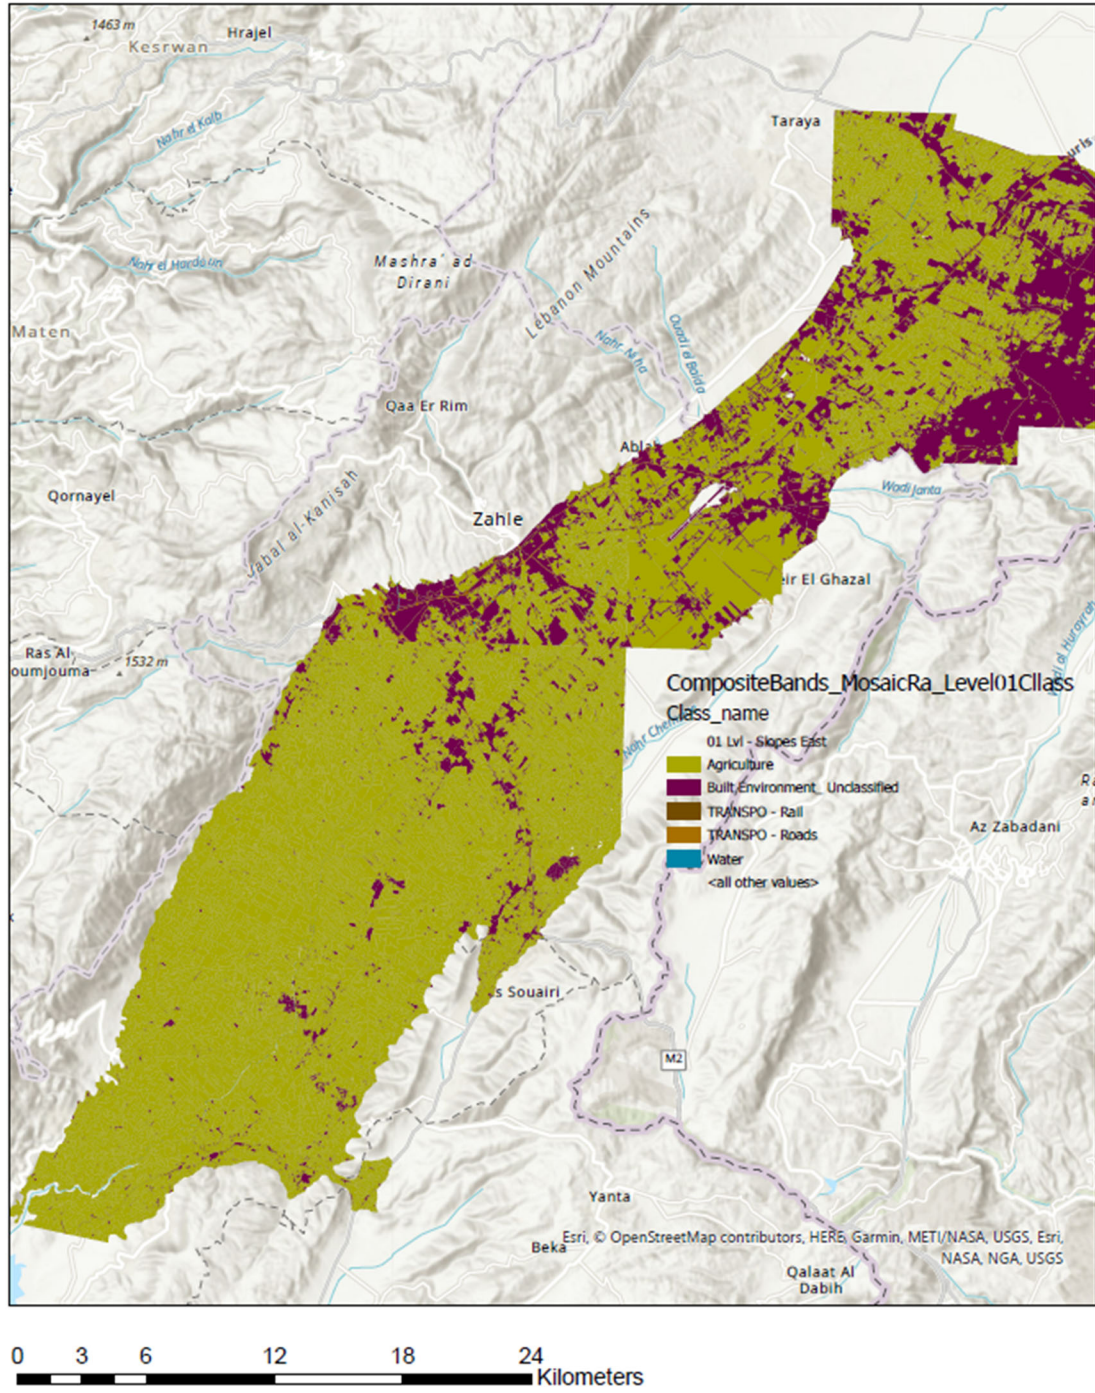 1463 m
Hrajel
Kesrwan
Nahr el Kalb
Taraya
Nahr el Hardoun
Mashra' ad
Dirani
Lebanon Mountains
Maten
Nahr Niha
Ouadi el Baida
Qaa Er Rim
Qornayel
Jabal al-Kanisah
Zahle
Wadi Janta
eir El Ghazal
Ras Al
oumjouma
1532 m
CompositeBands_MosaicRa_Level01Cllass
Class_name
01 Lvl - Slopes East
Agriculture
Built Environment_ Unclassified
TRANSPO - Rail
TRANSPO - Roads
Water
<all other values>
Az Zabadani
s Souairi
M2
Yanta
Beka
Esri, © OpenStreetMap contributors, HERE, Garmin, METI/NASA, USGS, Esri,
NASA, NGA, USGS
Qalaat Al
Dabih
0 3 6 12 18 24
Kilometers